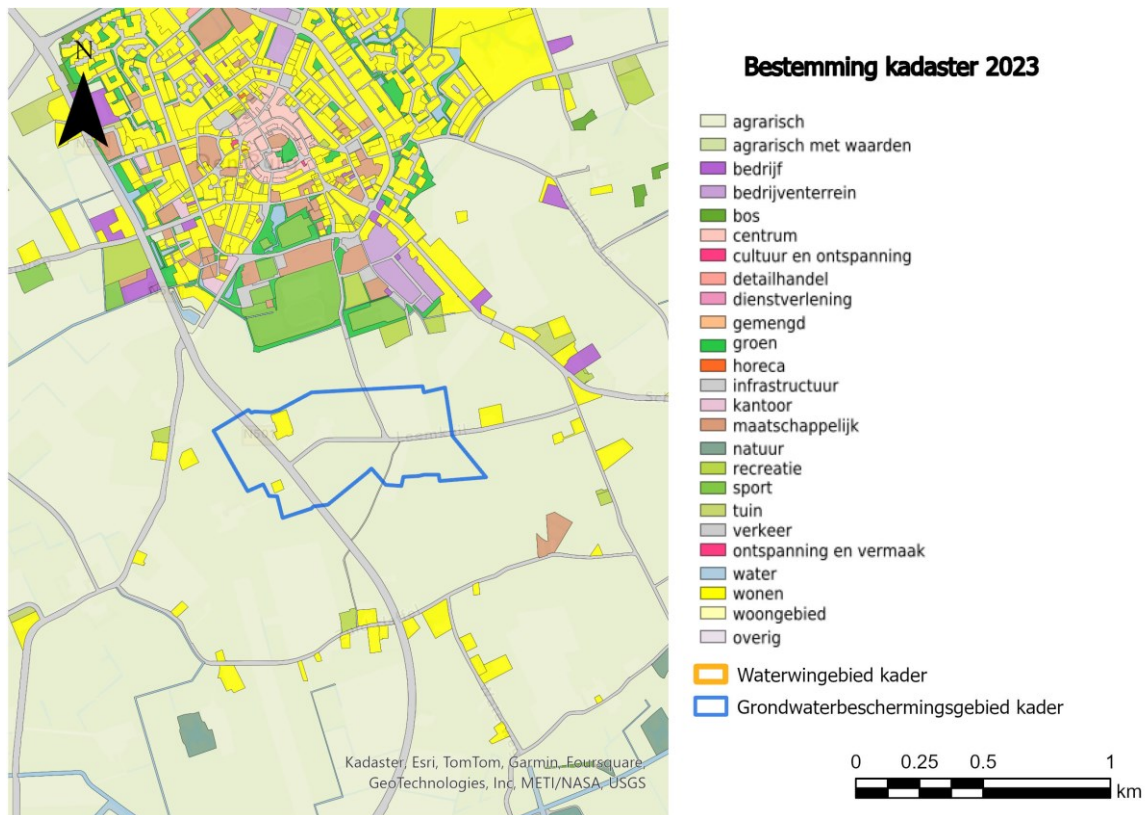 N
Bestemming kadaster 2023
agrarisch
agrarisch met waarden
bedrijf
bedrijventerrein
bos
centrum
cultuur en ontspanning
detailhandel
dienstverlening
gemengd
groen
horeca
infrastructuur
kantoor
maatschappelijk
natuur
recreatie
sport
tuin
verkeer
ontspanning en vermaak
water
wonen
woongebied
overig
Waterwingebied kader
Grondwaterbeschermingsgebied kader
Kadaster, Esri, TomTom, Garmin, Foursquare,
GeoTechnologies, Inc, METI/NASA, USGS
0 0.25 0.5 1
km